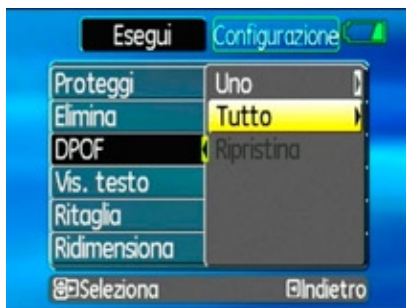 Esegui Configurazione
Proteggi Uno
Elimina Tutto
DPOF Ripristina
Vis. testo
Ritaglia
Ridimensiona
Seleziona Indietro